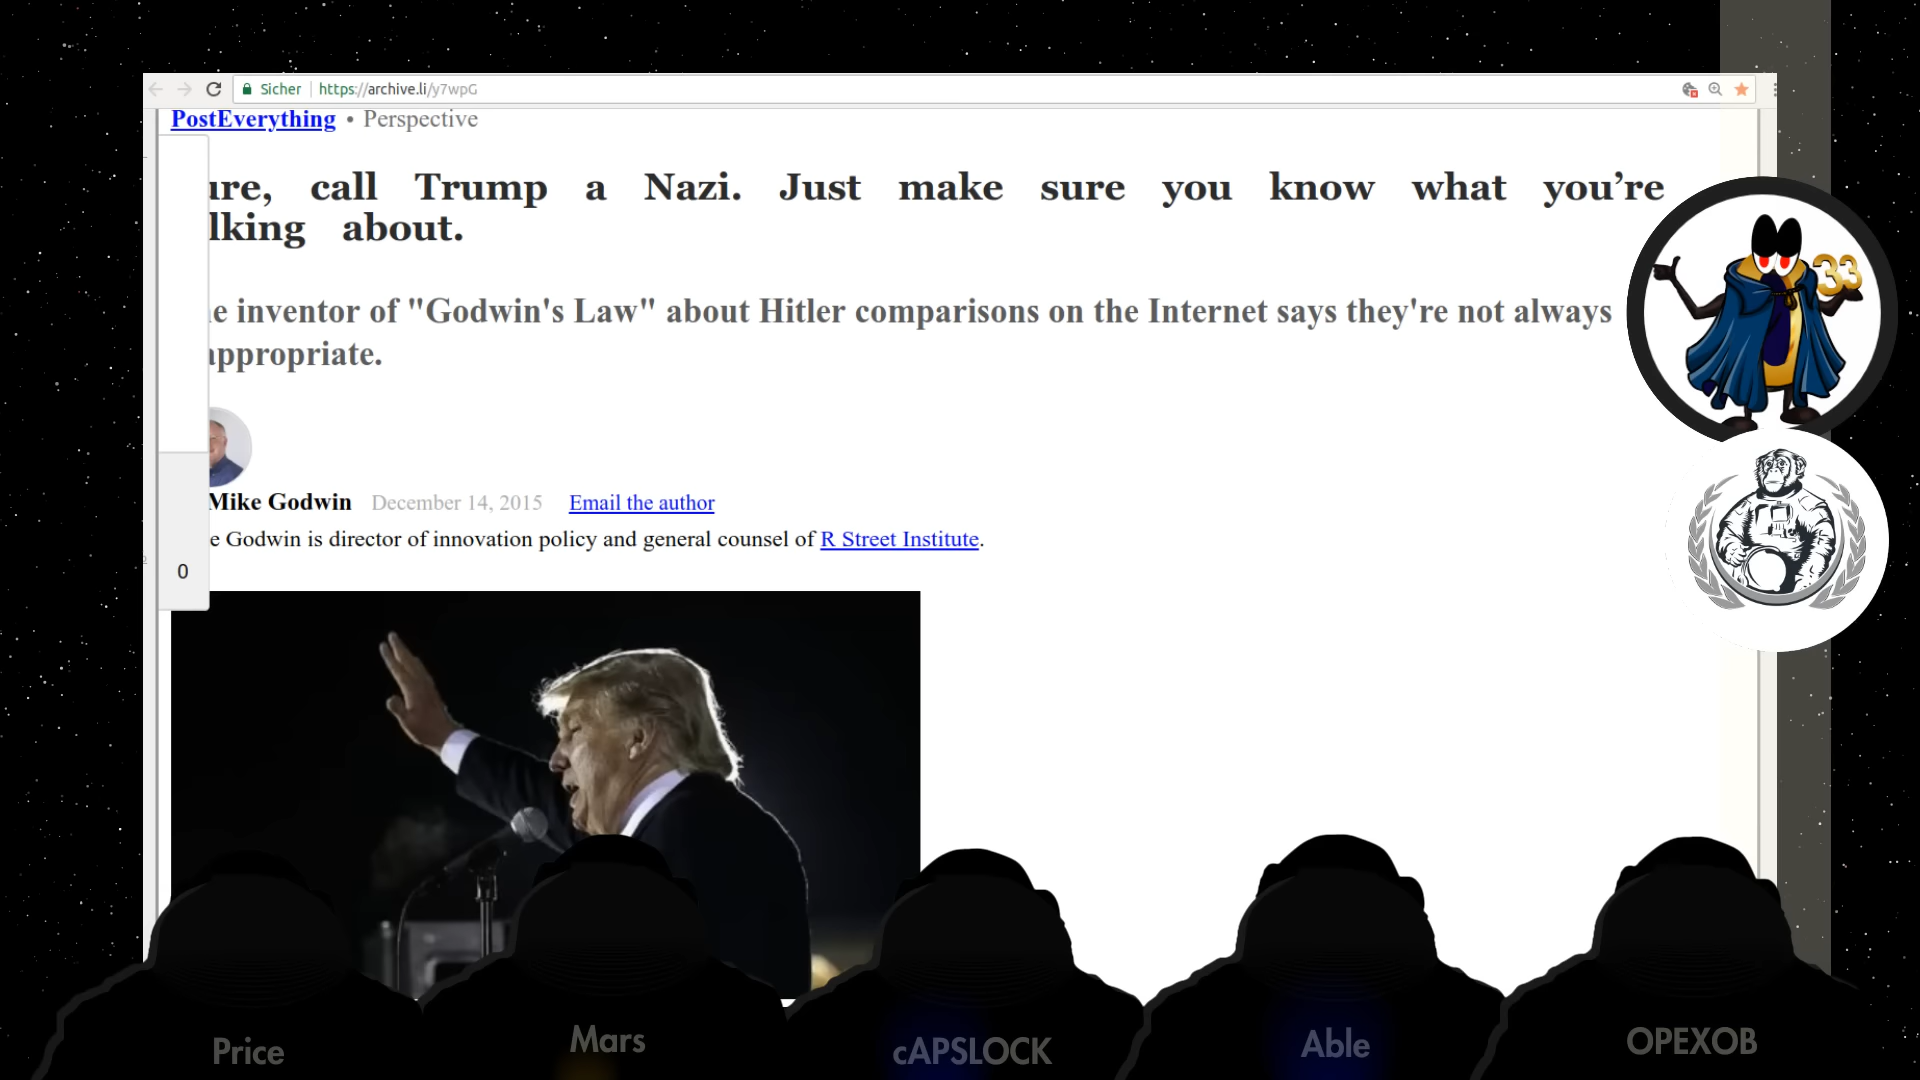 Sicher https://archive.li/y7wpG
PostEverything • Perspective
ure, call Trump a Nazi. Just make sure you know what you’re
lking about.
e inventor of "Godwin's Law" about Hitler comparisons on the Internet says they're not always
appropriate.
33
Mike Godwin December 14, 2015 Email the author
e Godwin is director of innovation policy and general counsel of R Street Institute.
0
Price
Mars
cAPSLOCK
Able
OPEXOB